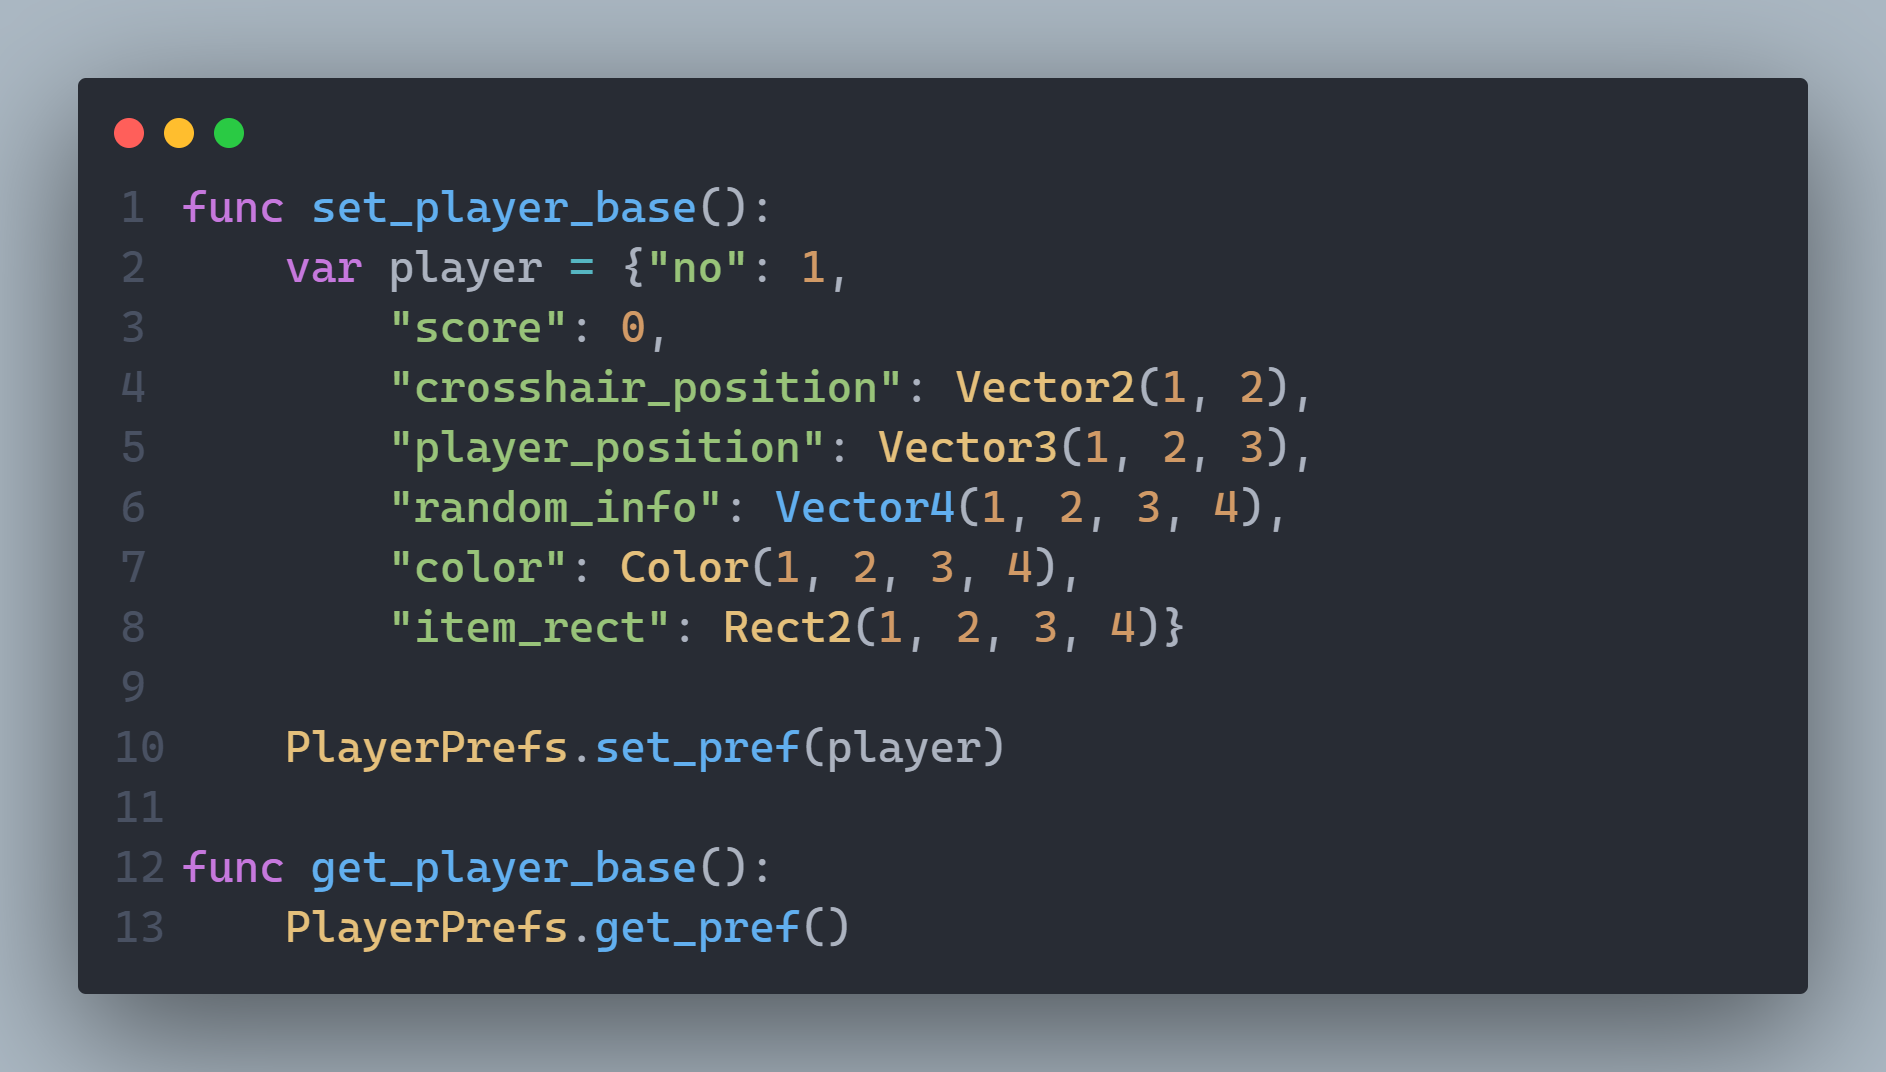 1 func set_player_base():
2     var player = {"no": 1,
3         "score": 0,
4         "crosshair_position": Vector2(1, 2),
5         "player_position": Vector3(1, 2, 3),
6         "random_info": Vector4(1, 2, 3, 4),
7         "color": Color(1, 2, 3, 4),
8         "item_rect": Rect2(1, 2, 3, 4)}
9
10     PlayerPrefs.set_pref(player)
11
12 func get_player_base():
13     PlayerPrefs.get_pref()